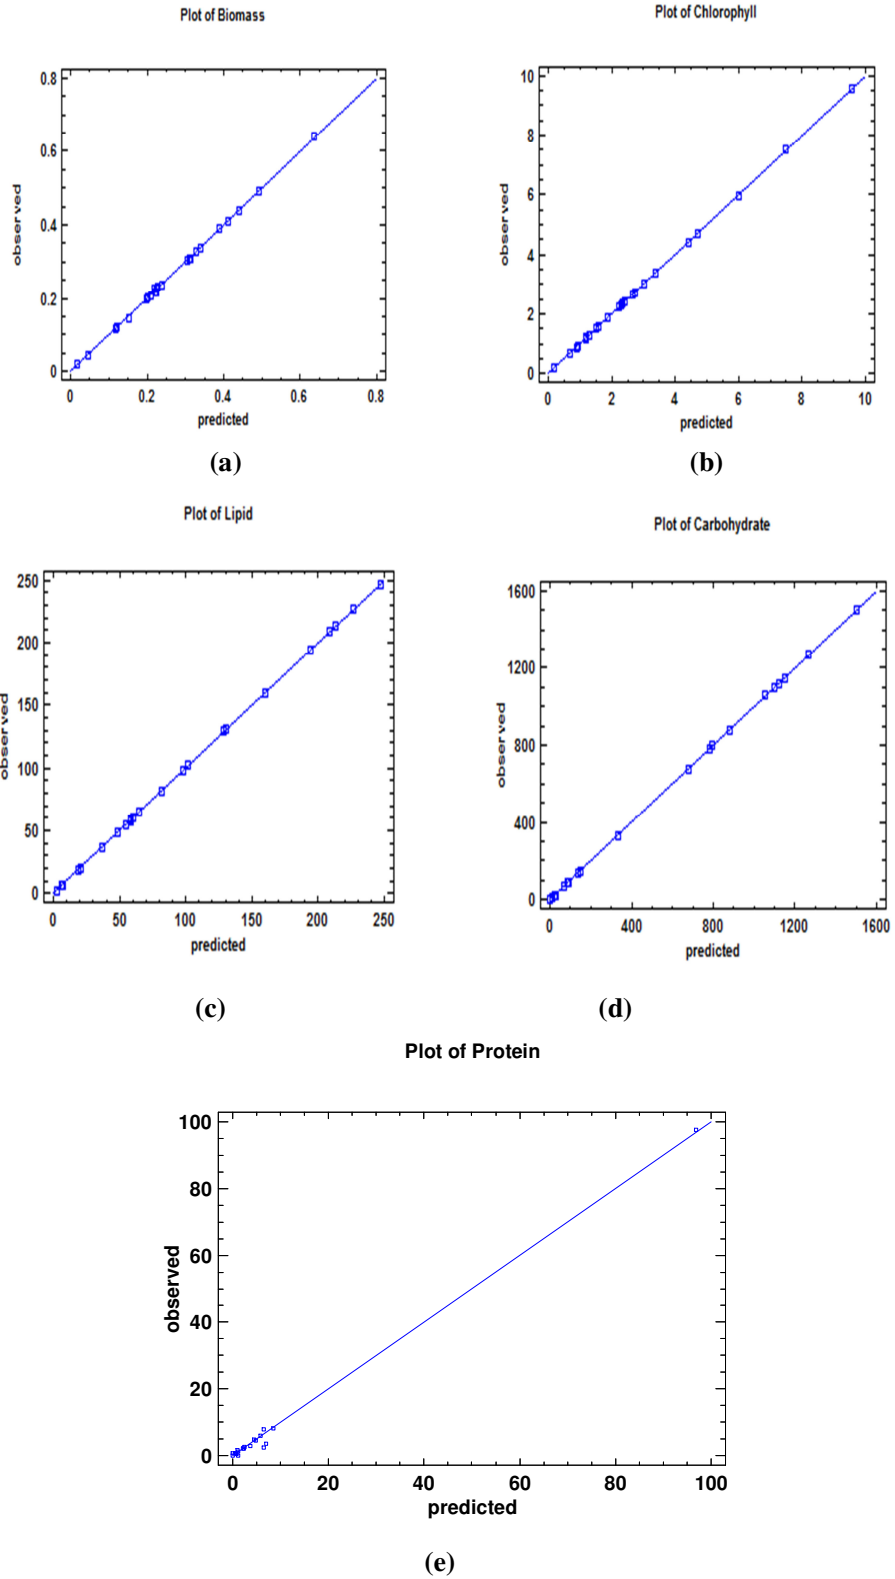 Plot of Biomass
0.8
0.6
0.4
0.2
0
observed
0 0.2 0.4 0.6 0.8
predicted
(a)
Plot of Chlorophyll
10
8
6
4
2
0
observed
0 2 4 6 8 10
predicted
(b)
Plot of Lipid
250
200
150
100
50
0
observed
0 50 100 150 200 250
predicted
(c)
Plot of Carbohydrate
1600
1200
800
400
0
observed
0 400 800 1200 1600
predicted
(d)
Plot of Protein
100
80
60
40
20
0
observed
0 20 40 60 80 100
predicted
(e)